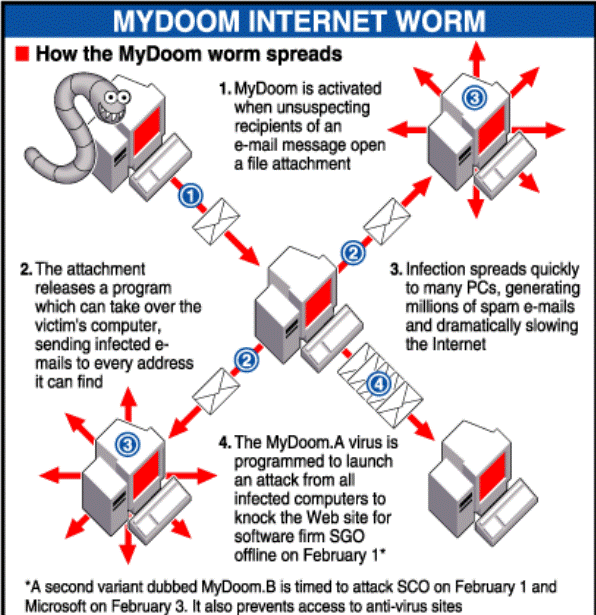 MYDOOM INTERNET WORM
How the MyDoom worm spreads
1. MyDoom is activated
when unsuspecting
recipients of an
e-mail message open
a file attachment
3
1
2
2. The attachment
releases a program
which can take over the
victim's computer,
sending infected e-
mails to every address
it can find
3. Infection spreads quickly
to many PCs, generating
millions of spam e-mails
and dramatically slowing
the Internet
2
4
3
4. The MyDoom.A virus is
programmed to launch
an attack from all
infected computers to
knock the Web site for
software firm SGO
offline on February 1*
*A second variant dubbed MyDoom.B is timed to attack SCO on February 1 and
Microsoft on February 3. It also prevents access to anti-virus sites